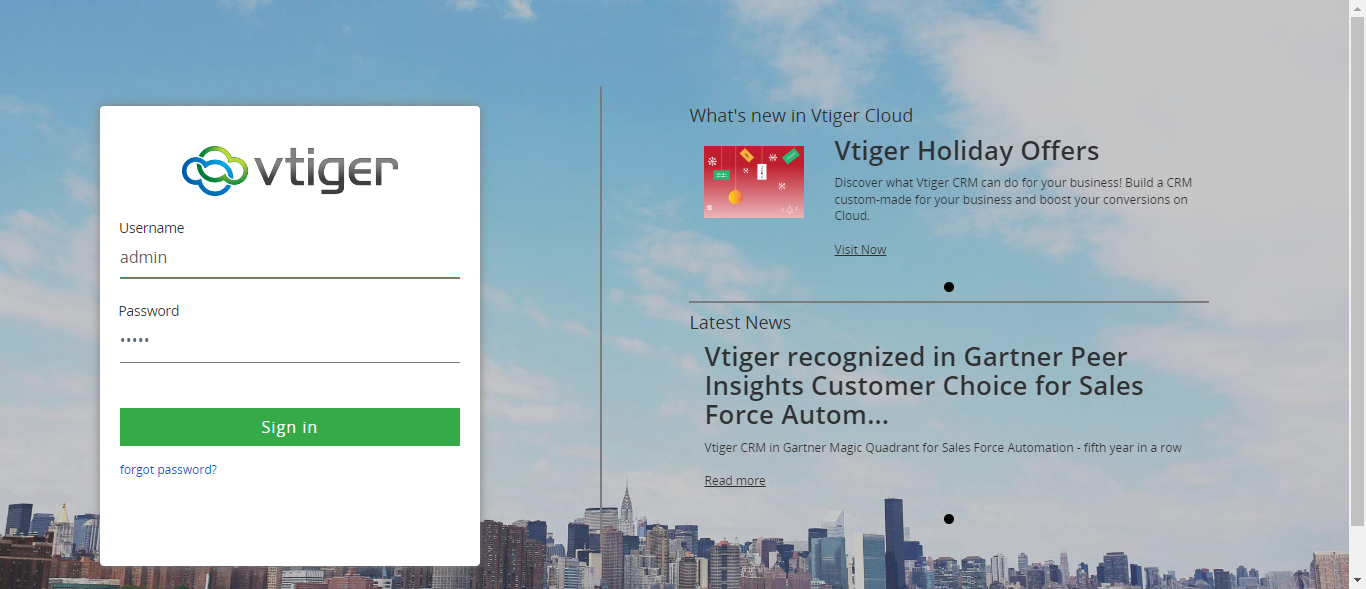 vtiger
Username
admin
Password
•••••
Sign in
forgot password?
What's new in Vtiger Cloud
Vtiger Holiday Offers
Discover what Vtiger CRM can do for your business! Build a CRM
custom-made for your business and boost your conversions on
Cloud.
Visit Now
Latest News
Vtiger recognized in Gartner Peer
Insights Customer Choice for Sales
Force Autom...
Vtiger CRM in Gartner Magic Quadrant for Sales Force Automation - fifth year in a row
Read more